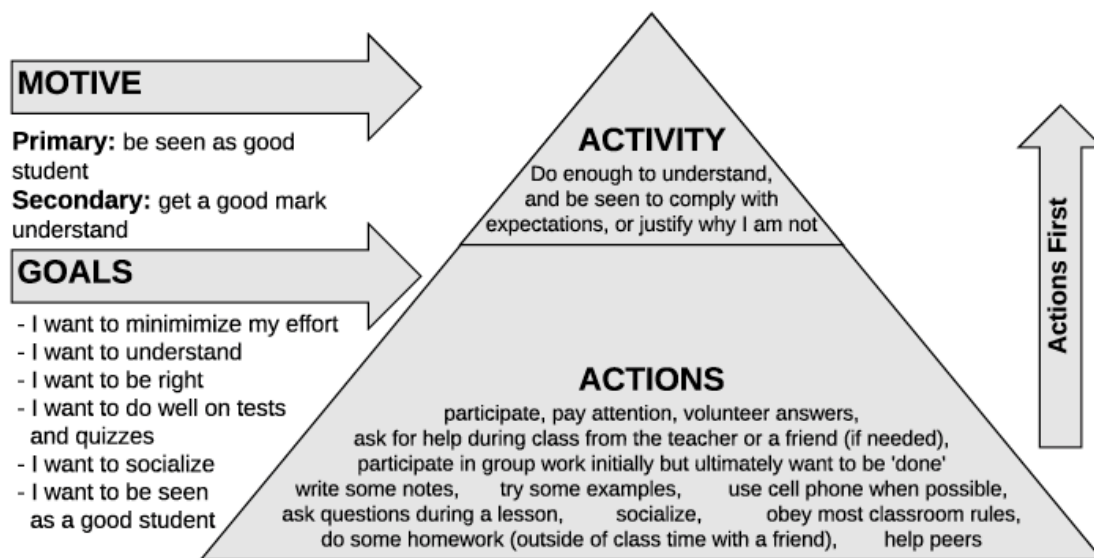 MOTIVE
Primary: be seen as good
student
Secondary: get a good mark
understand
GOALS
- I want to minimimize my effort
- I want to understand
- I want to be right
- I want to do well on tests
and quizzes
- I want to socialize
- I want to be seen
as a good student
ACTIVITY
Do enough to understand,
and be seen to comply with
expectations, or justify why I am not
ACTIONS
participate, pay attention, volunteer answers,
ask for help during class from the teacher or a friend (if needed),
participate in group work initially but ultimately want to be 'done'
write some notes, try some examples, use cell phone when possible,
ask questions during a lesson, socialize, obey most classroom rules,
do some homework (outside of class time with a friend), help peers
Actions First